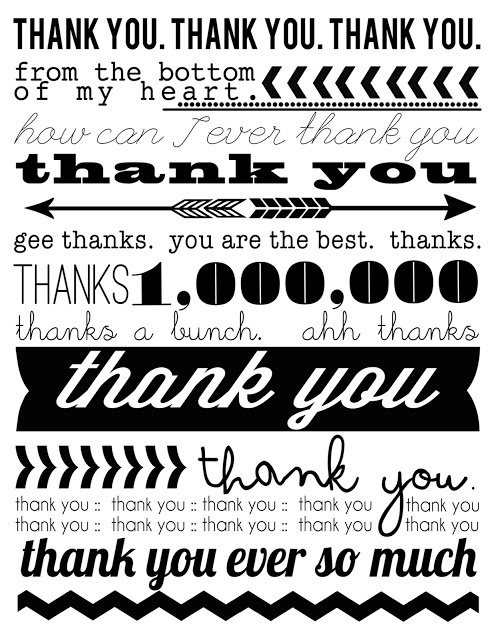 THANK YOU. THANK YOU. THANK YOU.
from the bottom
of my heart.
how can I ever thank you
thank you
gee thanks. you are the best. thanks.
THANKS 1,000,000
thanks a bunch. ahh thanks
thank you
thank you.
thank you :: thank you :: thank you :: thank you thank you
thank you :: thank you :: thank you :: thank you thank you
thank you ever so much